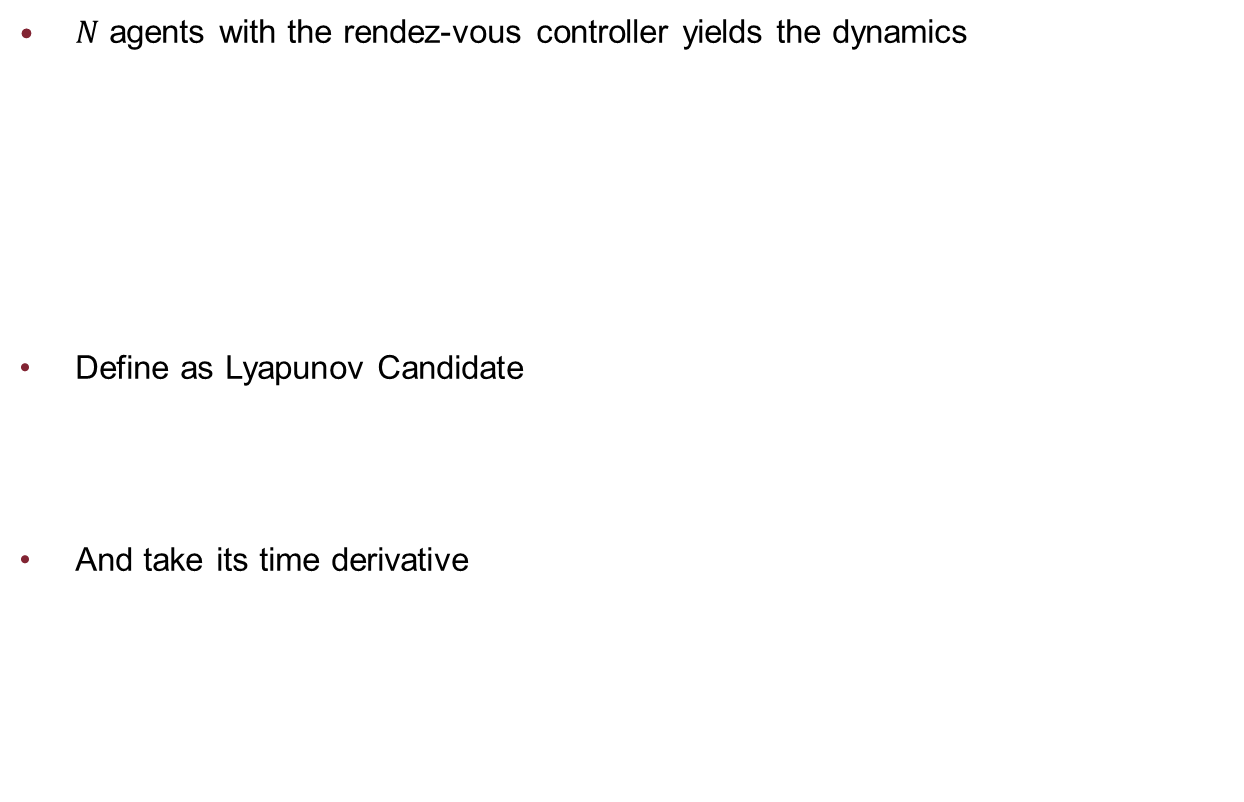 • N agents with the rendez-vous controller yields the dynamics
• Define as Lyapunov Candidate
• And take its time derivative